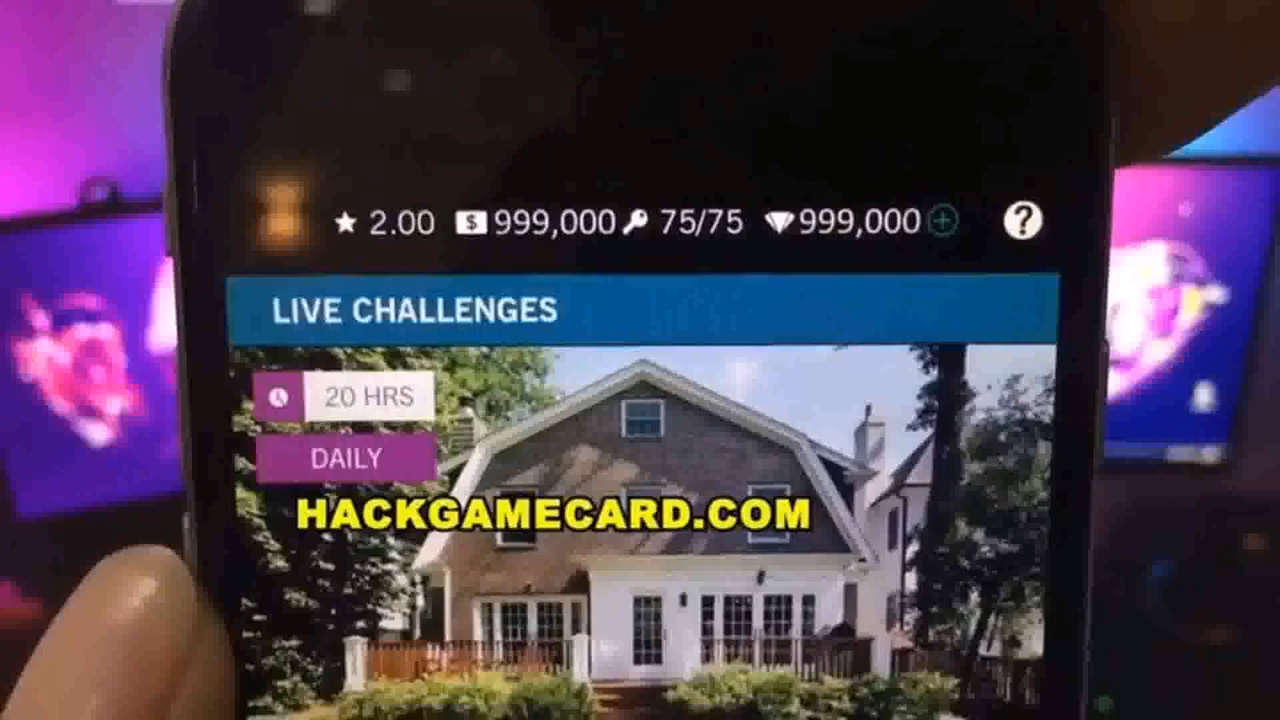 2.00 $ 999,000 75/75 999,000 + ?
LIVE CHALLENGES
20 HRS
DAILY
HACKGAMECARD.COM